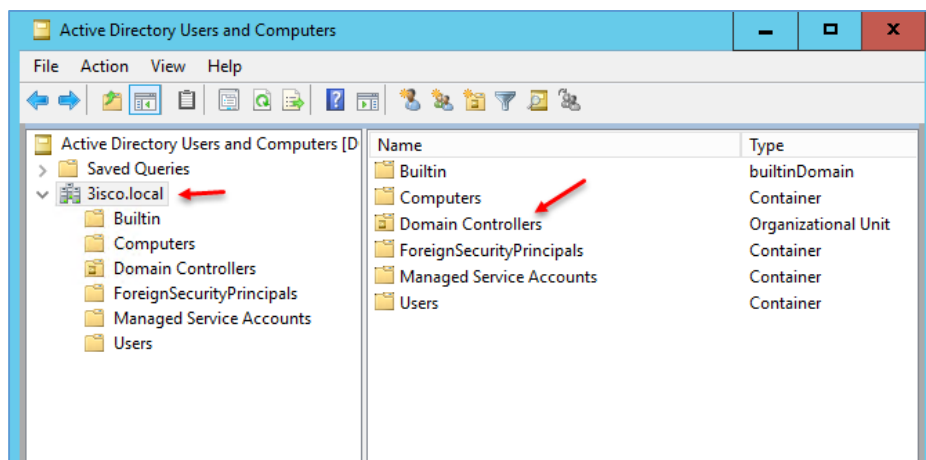 Active Directory Users and Computers
File Action View Help
Active Directory Users and Computers [D
Saved Queries
3isco.local
Builtin
Computers
Domain Controllers
ForeignSecurityPrincipals
Managed Service Accounts
Users
Name Type
Builtin builtinDomain
Computers Container
Domain Controllers Organizational Unit
ForeignSecurityPrincipals Container
Managed Service Accounts Container
Users Container